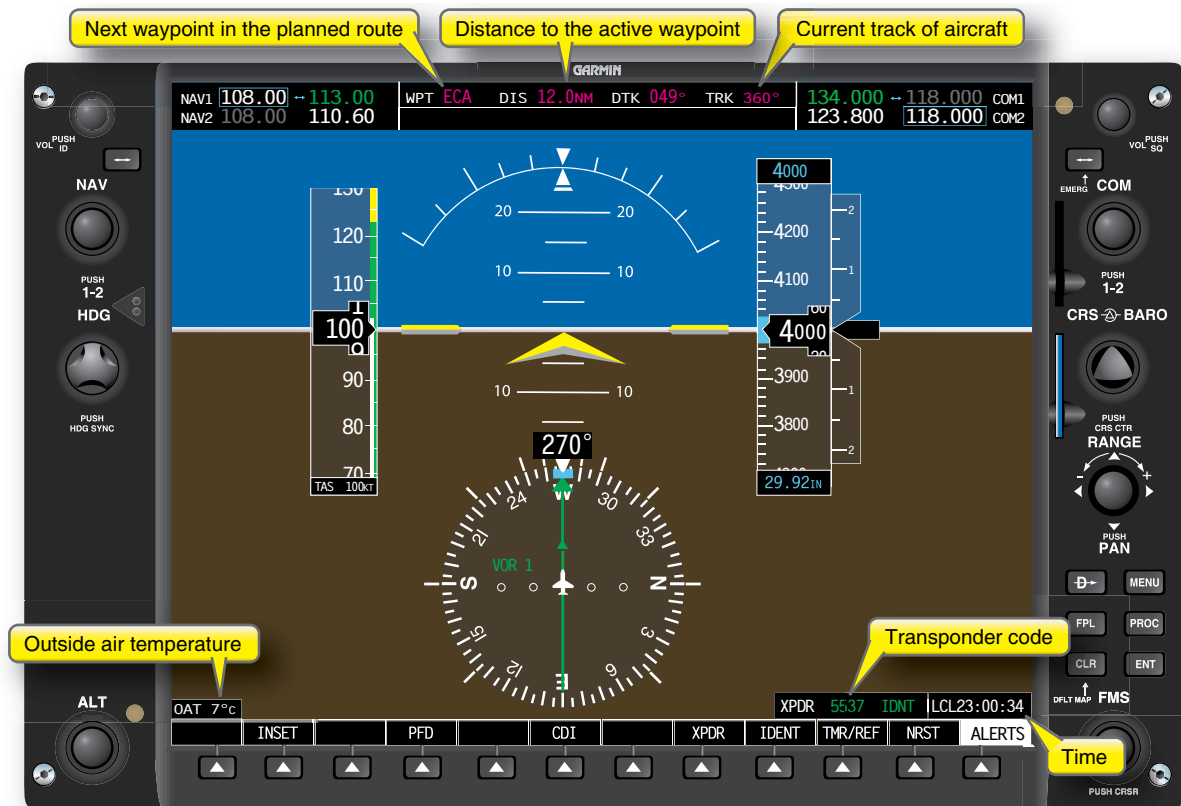 Next waypoint in the planned route
Distance to the active waypoint
Current track of aircraft
GARMIN
NAV1 108.00 ↔ 113.00
NAV2 108.00 110.60
WPT ECA DIS 12.0NM DTK 049° TRK 360°
134.000 ↔ 118.000 COM1
123.800 118.000 COM2
VOL PUSH ID
VOL PUSH SQ
NAV
EMERG
COM
PUSH
1-2
HDG
PUSH
HDG SYNC
PUSH
1-2
CRS BARO
PUSH
CRS CTR
RANGE
- +
PUSH
PAN
130
120
110
100
90
80
70
TAS 100KT
20 20
10 10
10 10
4000
4300
4200
4100
4000
60
20
3900
3800
29.92IN
2
1
1
2
270°
W
30
33
N
3
6
E
12
15
S
21
24
VOR 1
D
MENU
FPL
PROC
CLR
ENT
DFLT MAP
FMS
PUSH CRSR
Outside air temperature
Transponder code
ALT
OAT 7°C
XPDR 5537 IDNT LCL23:00:34
INSET PFD CDI XPDR IDENT TMR/REF NRST ALERTS
Time